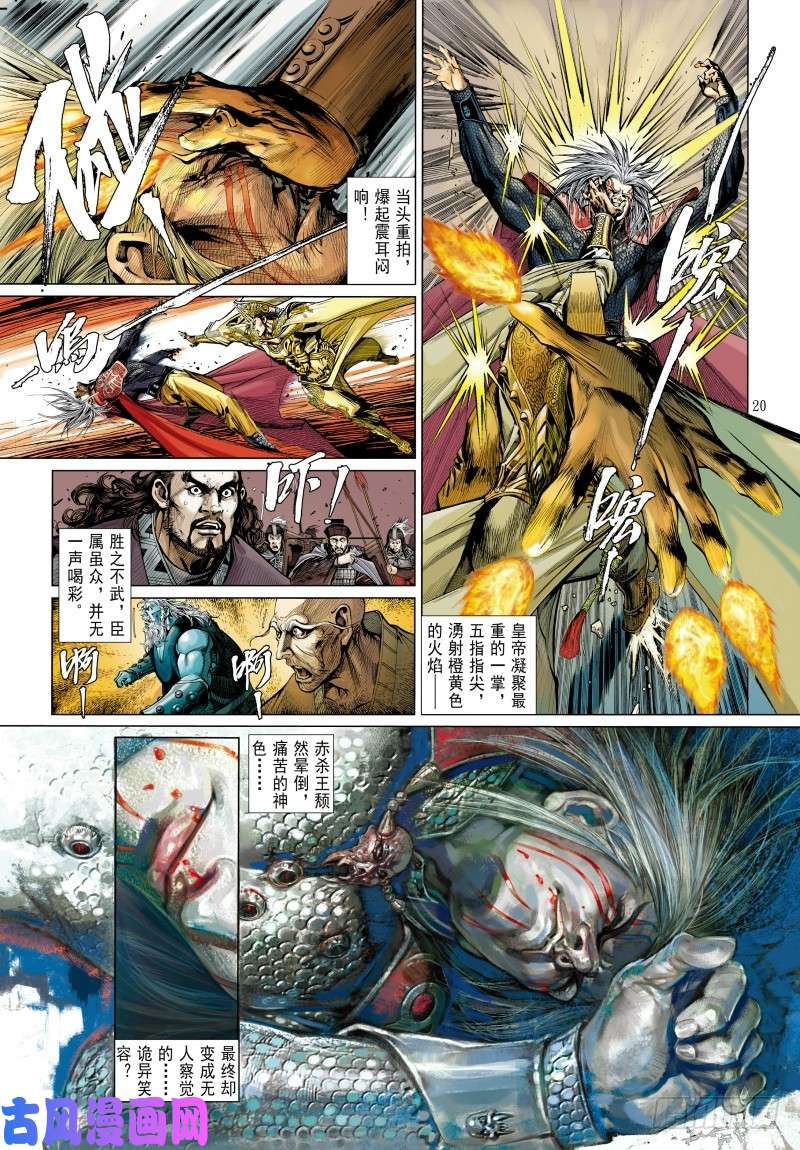 20
皇帝凝聚最
重的一掌，
五指指尖，
湧射橙黄色
的火焰——
当头重拍，
爆起震耳闷
响！
嗚—
吓！
胜之不武，臣
属虽众，并无
一声喝彩。
啊！
啊！
赤杀王颓
然晕倒，
痛苦的神
色……
最终却
变成无
人察觉
的……
诡异笑
容？
古风漫画网